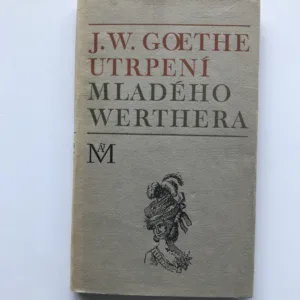 J.W. GOETHE
UTRPENÍ
MLADÉHO
WERTHERA